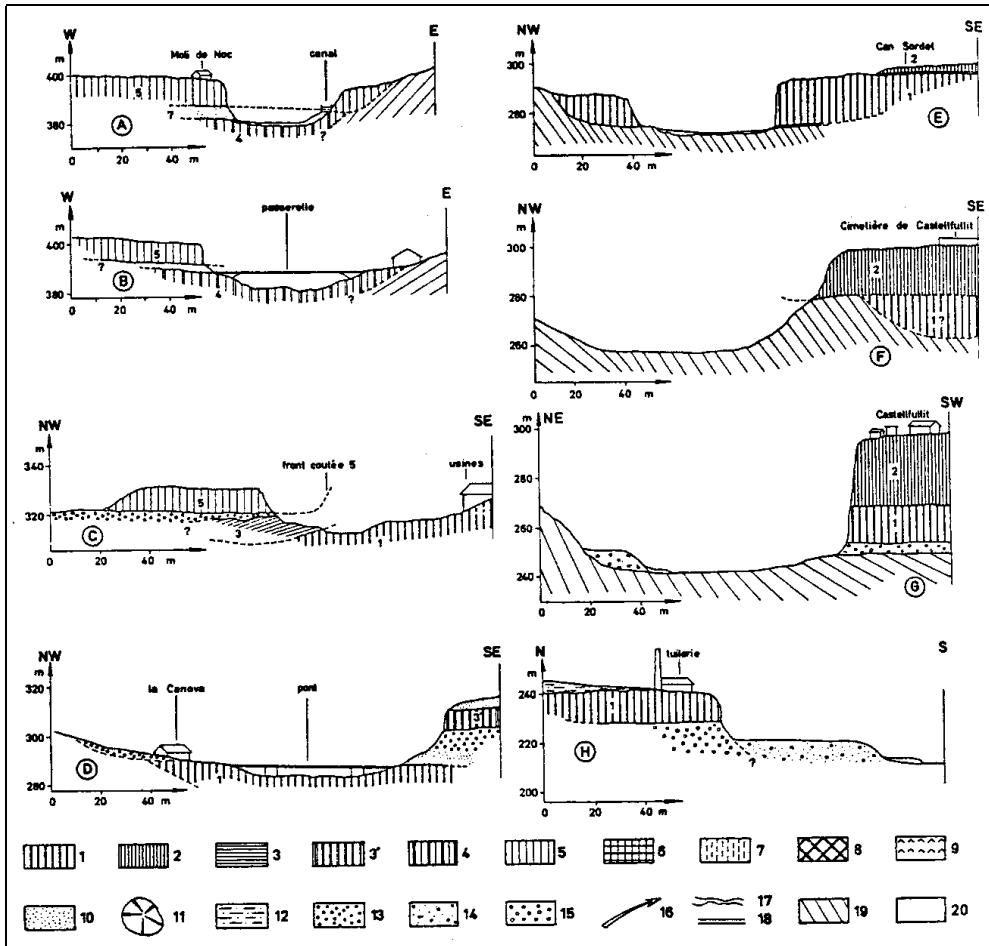 W
E
m
Molí de Noc
canal
400
5
?
380
4
?
A
0 20 40 m
NW
SE
m
Can Sordel
2
300
1
280
E
0 20 40 m
W
E
m
passerelle
400
5
?
B
4
?
380
0 20 40 m
NW
SE
m
Cimetière de Castellfullit
300
2
280
1?
260
F
0 20 40 m
NW
SE
m
front coulée 5
usines
340
5
320
?
3
1
C
0 20 40 m
NE
SW
m
Castellfullit
300
2
280
1
260
240
G
20 40 m
NW
SE
m
la Canova
pont
320
3'
300
D
1
280
0 20 40 m
N
S
m
tuilerie
240
1
220
H
?
200
0 20 40 m
1 2 3 3' 4 5 6 7 8 9
10 11 12 13 14 15 16 17 18 19 20